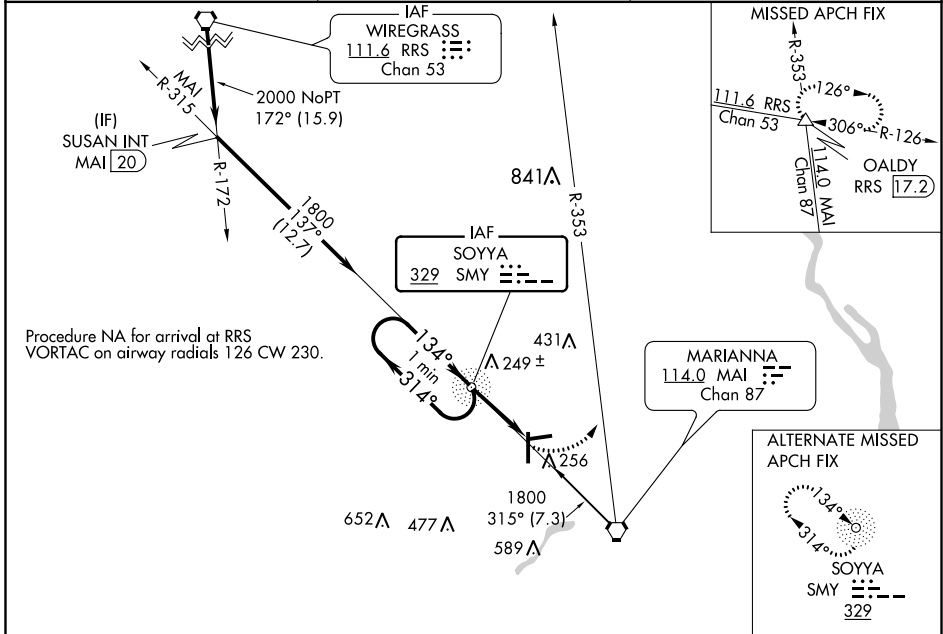 IAF
WIREGRASS
111.6 RRS
Chan 53
MAI
R-315
2000 NoPT
172° (15.9)
(IF)
SUSAN INT
MAI 20
R-172
1800
137°
(12.7)
841
R-353
IAF
SOYYA
329 SMY
Procedure NA for arrival at RRS
VORTAC on airway radials 126 CW 230.
134°
1 min
314°
431
249 ±
MARIANNA
114.0 MAI
Chan 87
256
1800
315° (7.3)
652
477
589
MISSED APCH FIX
R-353
126°
111.6 RRS
Chan 53
306°
R-126
114.0 MAI
Chan 87
OALDY
RRS 17.2
ALTERNATE MISSED
APCH FIX
134°
314°
SOYYA
SMY
329